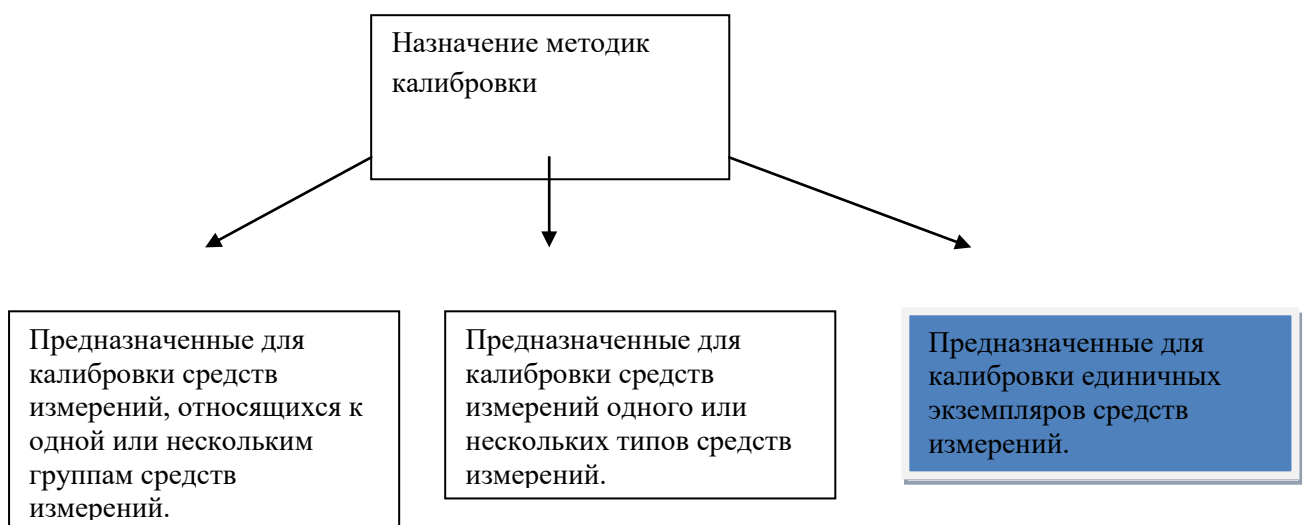 Назначение методик
калибровки
Предназначенные для
калибровки средств
измерений, относящихся к
одной или нескольким
группам средств
измерений.
Предназначенные для
калибровки средств
измерений одного или
нескольких типов средств
измерений.
Предназначенные для
калибровки единичных
экземпляров средств
измерений.